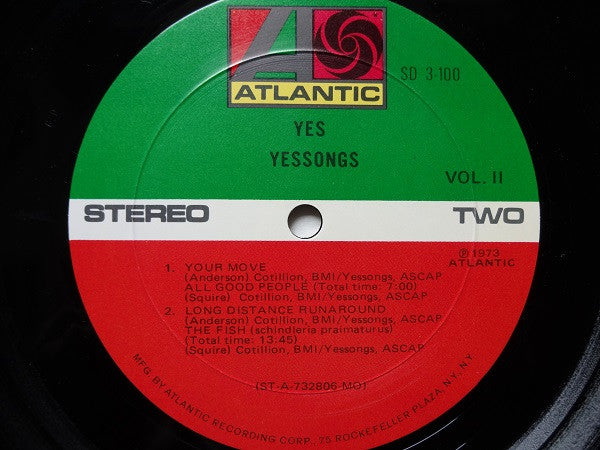 ATLANTIC
SD 3-100
YES
YESSONGS
VOL. II
STEREO
TWO
℗ 1973
ATLANTIC
1. YOUR MOVE
(Anderson) Cotillion, BMI/Yessongs, ASCAP
ALL GOOD PEOPLE (Total time: 7:00)
(Squire) Cotillion, BMI/Yessongs, ASCAP
2. LONG DISTANCE RUNAROUND
(Anderson) Cotillion, BMI/Yessongs, ASCAP
THE FISH (schindleria praimaturus)
(Total time: 13:45)
(Squire) Cotillion, BMI/Yessongs, ASCAP
(ST-A-732806-MO)
MFG. BY ATLANTIC RECORDING CORP., 75 ROCKEFELLER PLAZA, N.Y., N.Y.